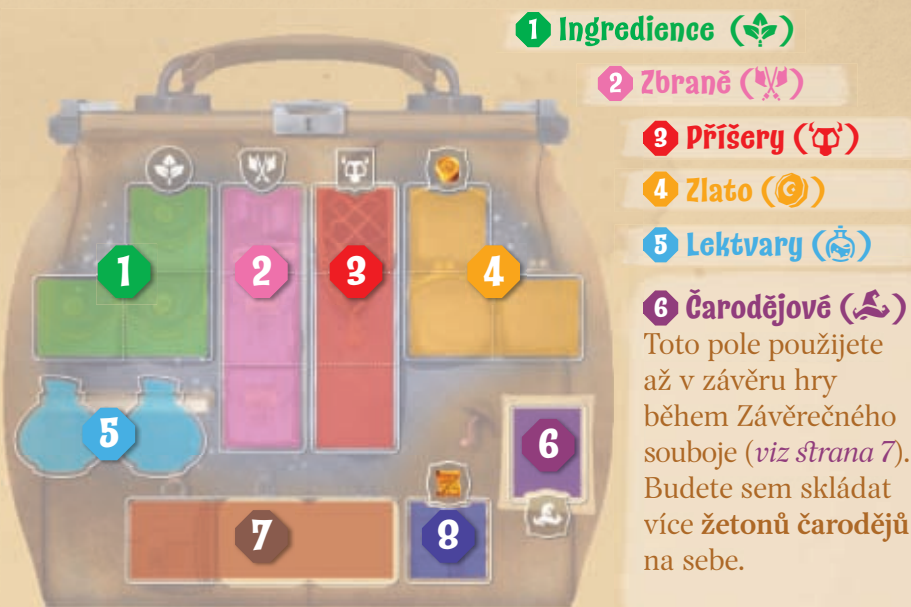 1 Ingredience ( )
2 Zbraně ( )
3 Příšery ( )
4 Zlato ( )
5 Lektvary ( )
6 Čarodějové ( )
Toto pole použijete
až v závěru hry
během Závěrečného
souboje (viz strana 7).
Budete sem skládat
více žetonů čarodějů
na sebe.
1
2
3
4
5
6
7
8